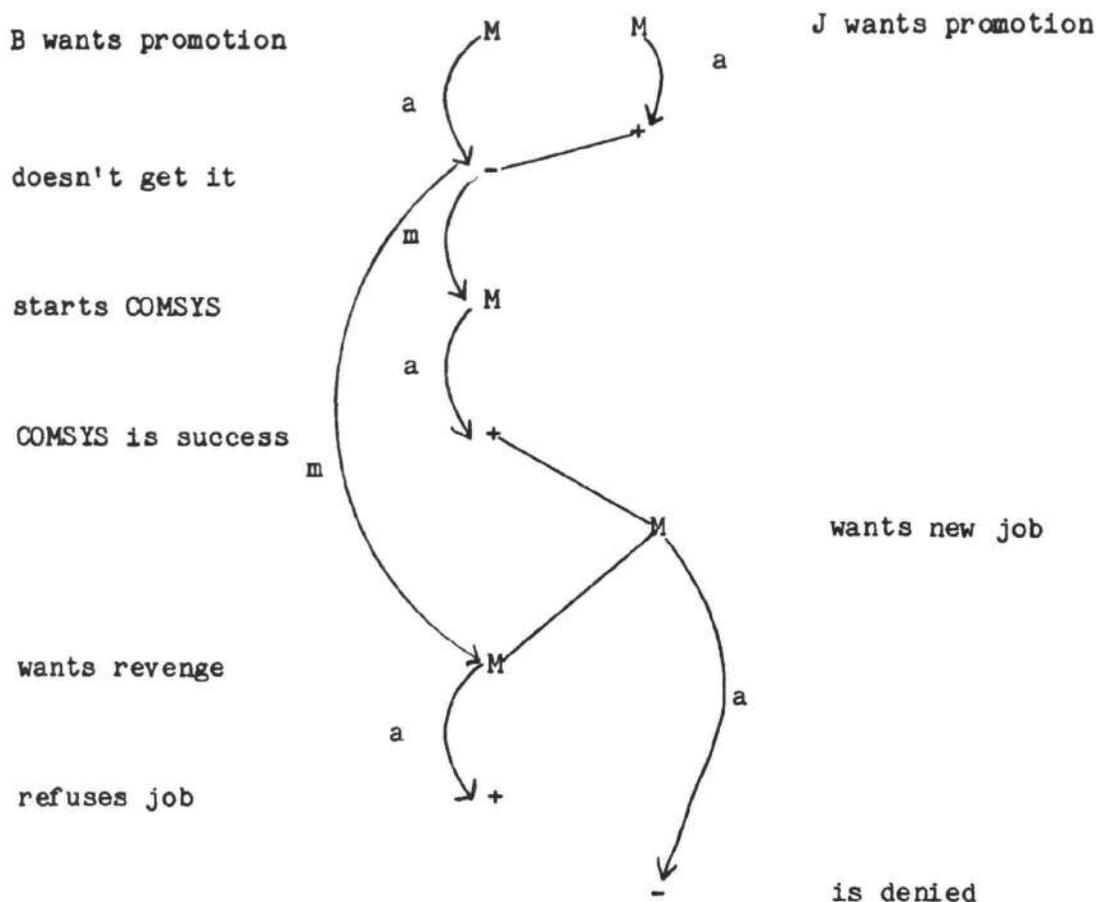 B wants promotion M M J wants promotion
a a
+
doesn't get it -
m
starts COMSYS M
a
COMSYS is success +
m
M wants new job
wants revenge M
a a
refuses job +
- is denied